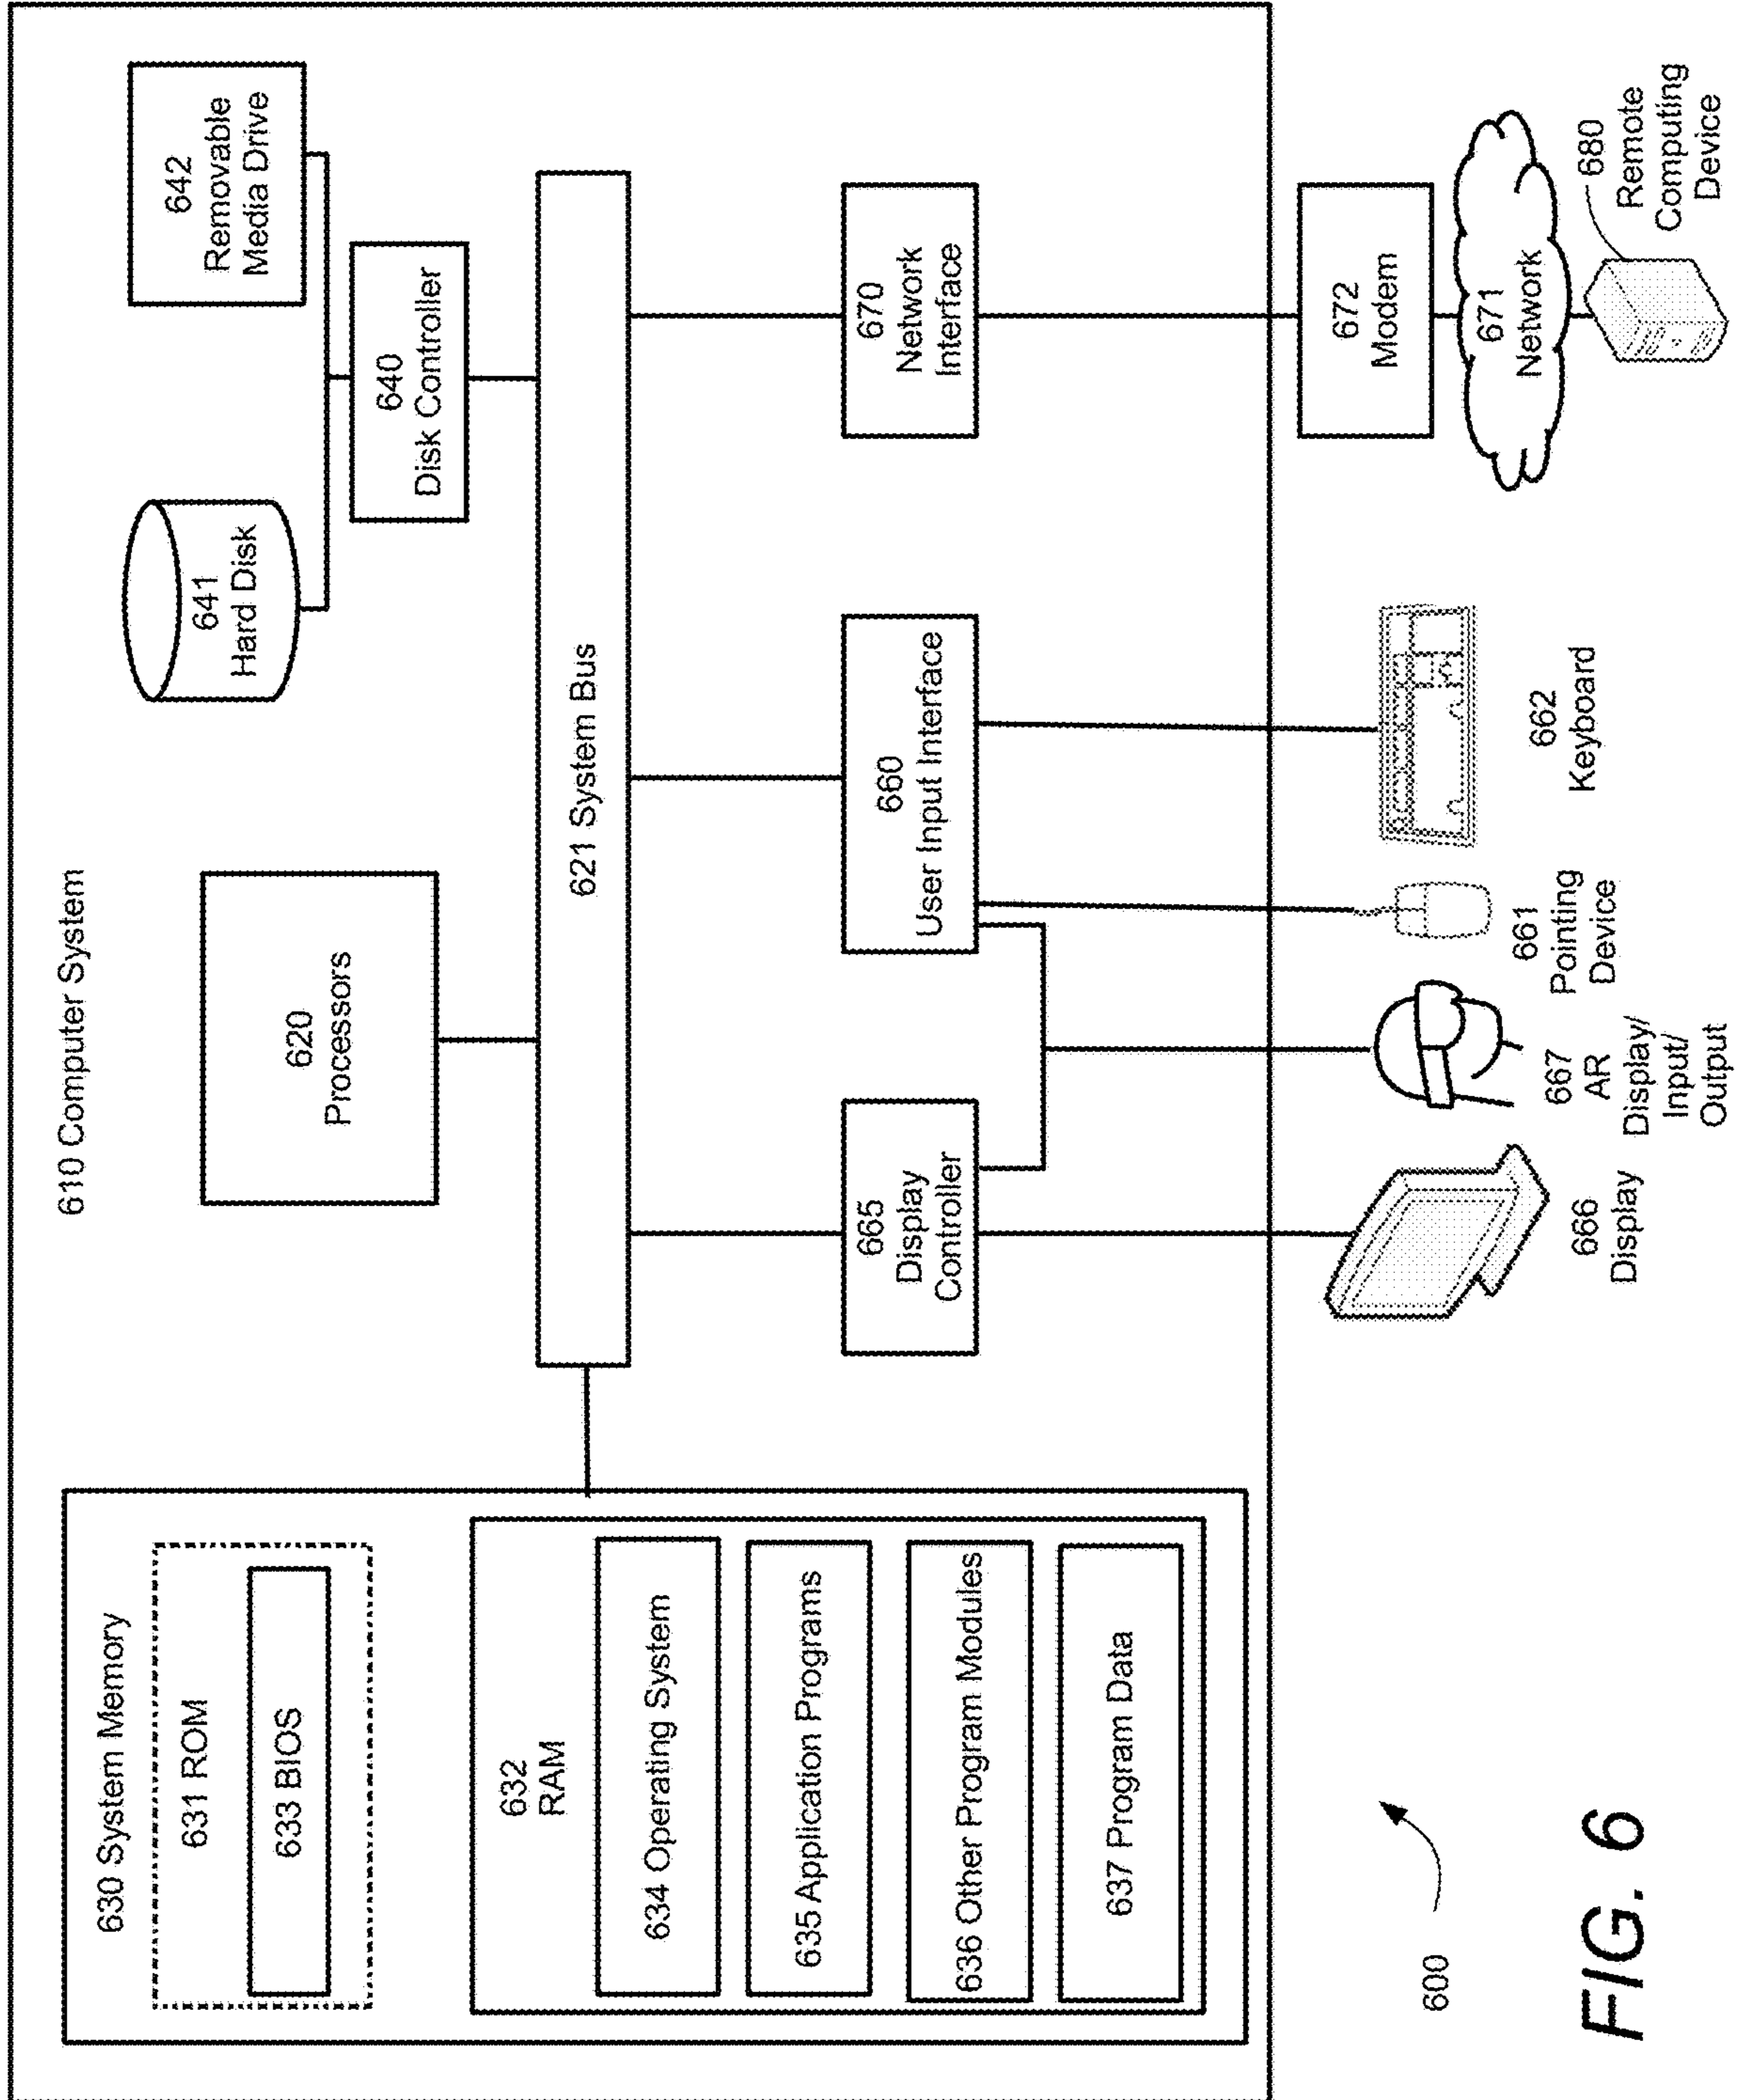 610 Computer System
630 System Memory
631 ROM
633 BIOS
632
RAM
634 Operating System
635 Application Programs
636 Other Program Modules
637 Program Data
620
Processors
641
Hard Disk
642
Removable
Media Drive
640
Disk Controller
621 System Bus
665
Display
Controller
660
User Input Interface
670
Network
Interface
672
Modem
671
Network
680
Remote
Computing
Device
666
Display
667
AR
Display/
Input/
Output
661
Pointing
Device
662
Keyboard
600
FIG. 6